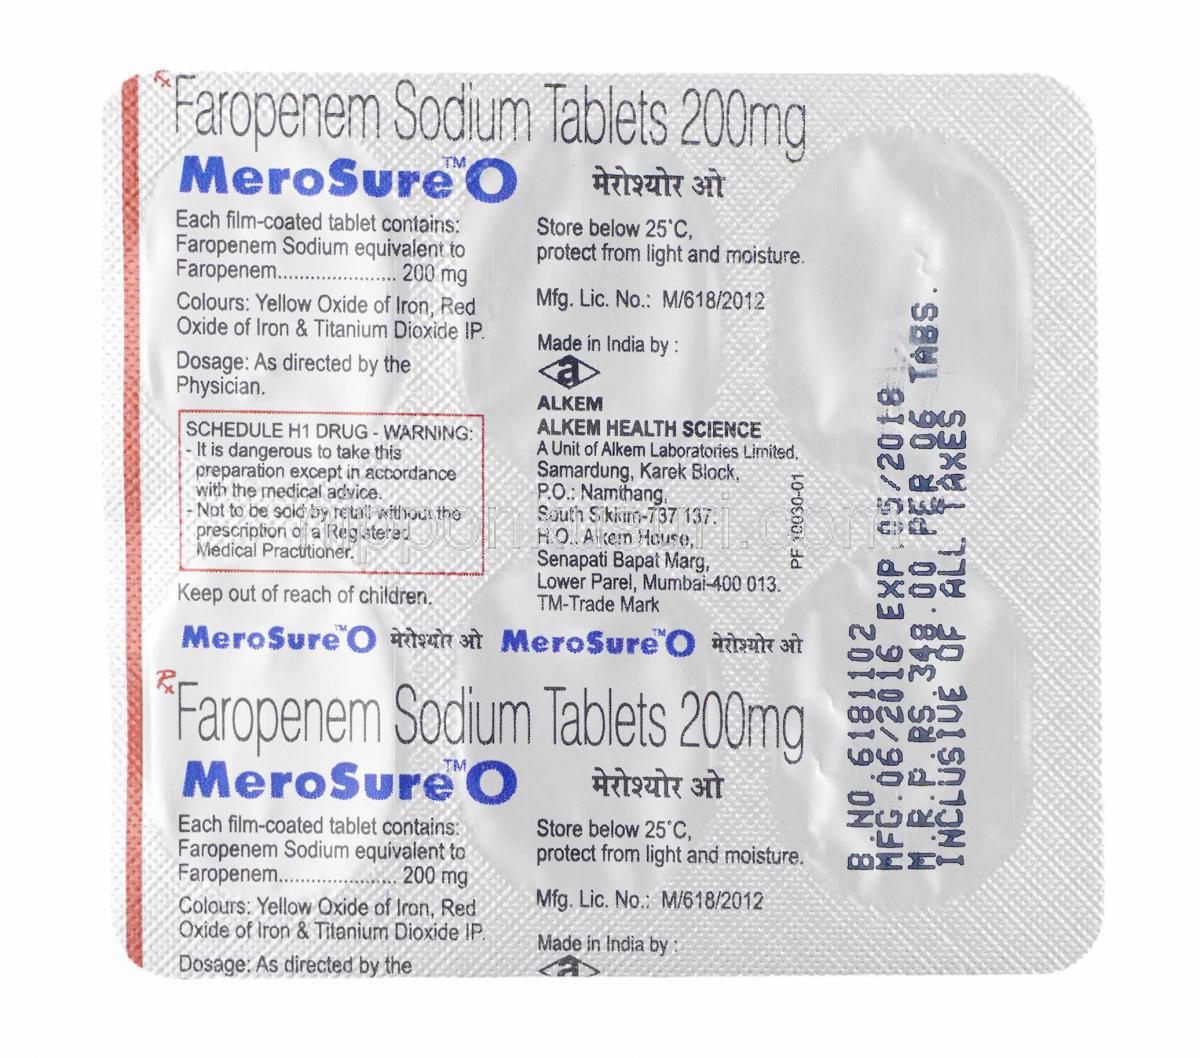 Rx
Faropenem Sodium Tablets 200mg
MeroSure™ O
मेरोश्योर ओ
Each film-coated tablet contains:
Faropenem Sodium equivalent to
Faropenem...................... 200 mg
Colours: Yellow Oxide of Iron, Red
Oxide of Iron & Titanium Dioxide IP.
Dosage: As directed by the
Physician.
SCHEDULE H1 DRUG - WARNING:
- It is dangerous to take this
preparation except in accordance
with the medical advice.
- Not to be sold by retail without the
prescription of a Registered
Medical Practitioner.
Keep out of reach of children.
Store below 25°C,
protect from light and moisture.
Mfg. Lic. No.: M/618/2012
Made in India by :
a
ALKEM
ALKEM HEALTH SCIENCE
A Unit of Alkem Laboratories Limited,
Samardung, Karek Block,
P.O.: Namthang,
South Sikkim-737 137.
H.O.: Alkem House,
Senapati Bapat Marg,
Lower Parel, Mumbai-400 013.
TM-Trade Mark
PF10030-01
B.NO.6181102
MFG.06/2016 EXP.05/2018
M.R.P.RS.348.00 PER 06 TABS.
INCLUSIVE OF ALL TAXES
MeroSure™ O मेरोश्योर ओ MeroSure™ O मेरोश्योर ओ
Rx
Faropenem Sodium Tablets 200mg
MeroSure™ O
मेरोश्योर ओ
Each film-coated tablet contains:
Faropenem Sodium equivalent to
Faropenem...................... 200 mg
Colours: Yellow Oxide of Iron, Red
Oxide of Iron & Titanium Dioxide IP.
Dosage: As directed by the
Store below 25°C,
protect from light and moisture.
Mfg. Lic. No.: M/618/2012
Made in India by :
a